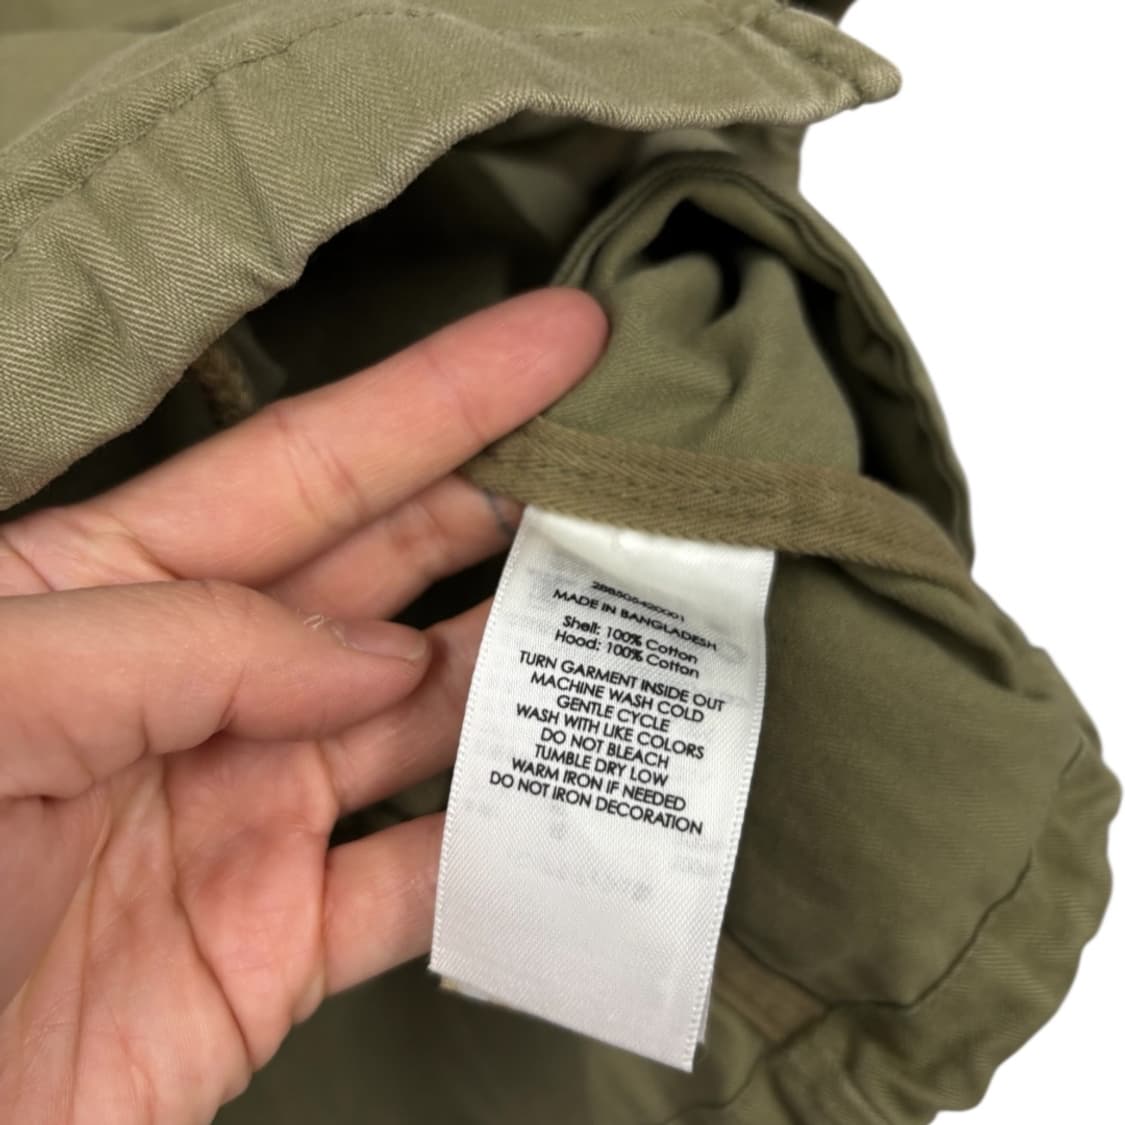 MADE IN BANGLADESH
Shell: 100% Cotton
Hood: 100% Cotton
TURN GARMENT INSIDE OUT
MACHINE WASH COLD
GENTLE CYCLE
WASH WITH LIKE COLORS
DO NOT BLEACH
TUMBLE DRY LOW
WARM IRON IF NEEDED
DO NOT IRON DECORATION